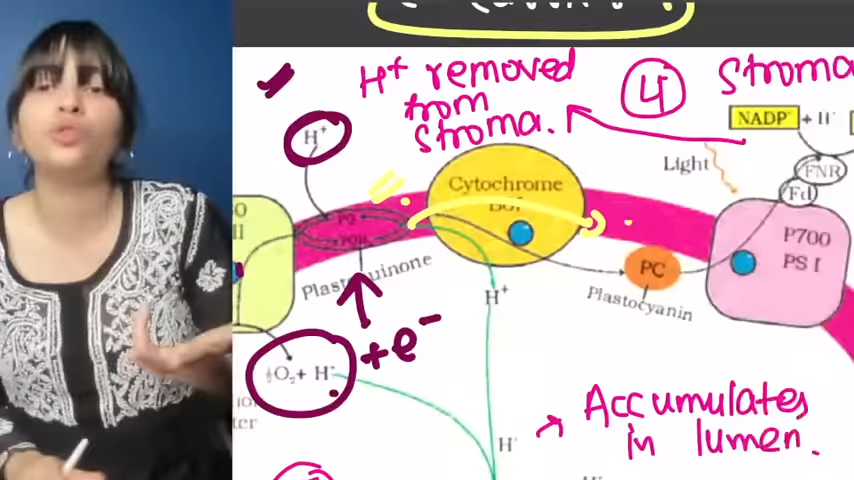 H+ removed
from
stroma.
4
Stroma
NADP + H
Light
FNR
Fd
H+
Cytochrome
PQ
Plastoquinone
P700
PS I
PC
Plastocyanin
H+
+e-
O2+ H+
Accumulates
in lumen.
H